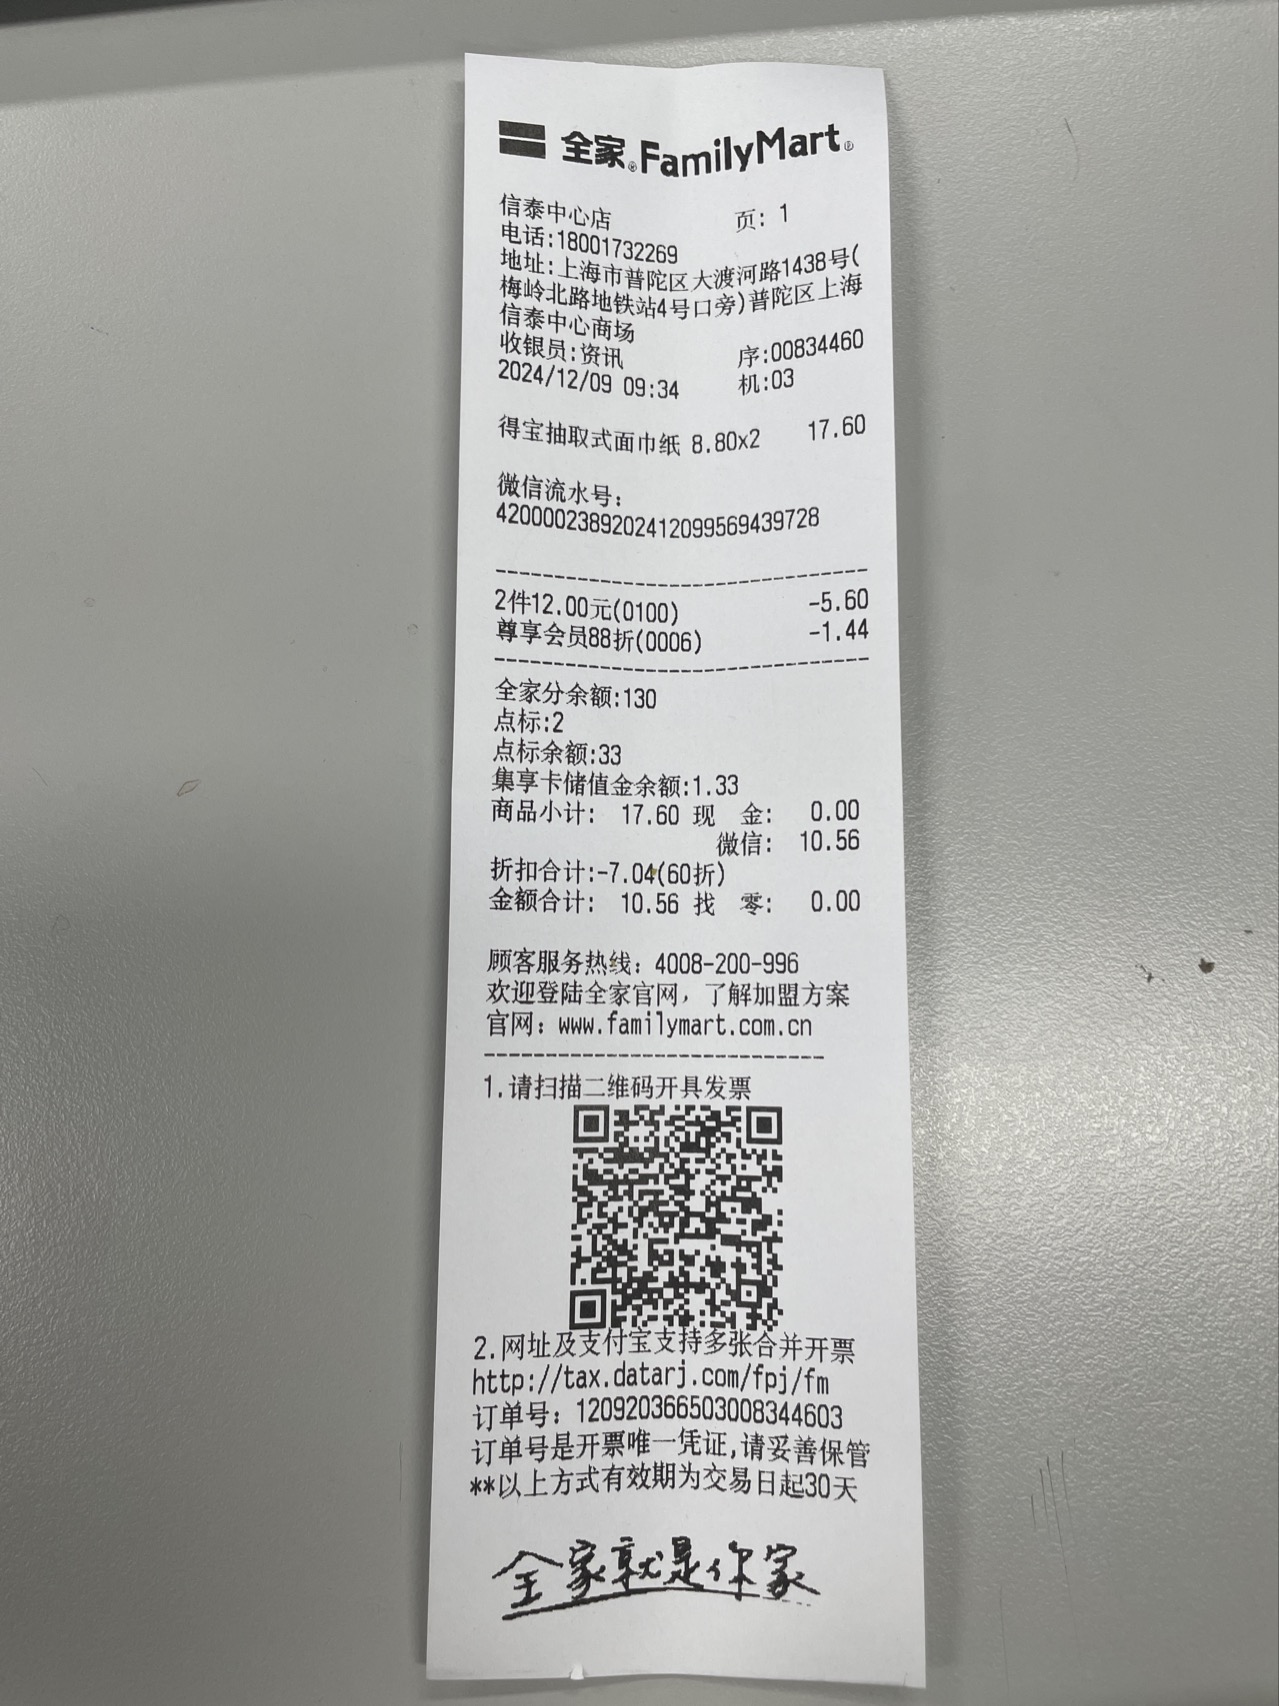 全家®FamilyMart®
信泰中心店 页: 1
电话:18001732269
地址:上海市普陀区大渡河路1438号(
梅岭北路地铁站4号口旁)普陀区上海
信泰中心商场
收银员:资讯 序:00834460
2024/12/09 09:34 机:03
得宝抽取式面巾纸 8.80x2 17.60
微信流水号:
4200002389202412099569439728
------------------------------
2件12.00元(0100) -5.60
尊享会员88折(0006) -1.44
------------------------------
全家分余额:130
点标:2
点标余额:33
集享卡储值金余额:1.33
商品小计: 17.60 现 金: 0.00
微信: 10.56
折扣合计:-7.04(60折)
金额合计: 10.56 找 零: 0.00
顾客服务热线: 4008-200-996
欢迎登陆全家官网,了解加盟方案
官网: www.familymart.com.cn
----------------------------
1.请扫描二维码开具发票
2.网址及支付宝支持多张合并开票
http://tax.datarj.com/fpj/fm
订单号: 1209203665030083​44603
订单号是开票唯一凭证,请妥善保管
**以上方式有效期为交易日起30天
全家就是你家